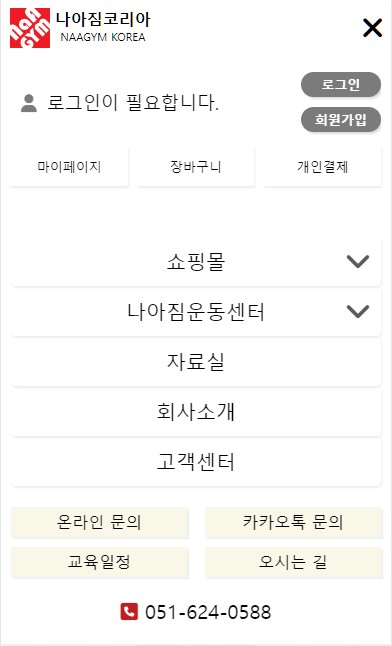 NAA
GYM
나아짐코리아
NAAGYM KOREA
로그인이 필요합니다.
로그인
회원가입
마이페이지
장바구니
개인결제
쇼핑몰
나아짐운동센터
자료실
회사소개
고객센터
온라인 문의
카카오톡 문의
교육일정
오시는 길
051-624-0588